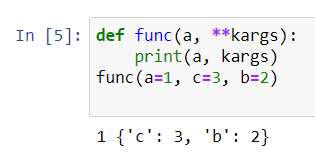 In [5]: def func(a, **kargs):
    print(a, kargs)
func(a=1, c=3, b=2)
1 {'c': 3, 'b': 2}